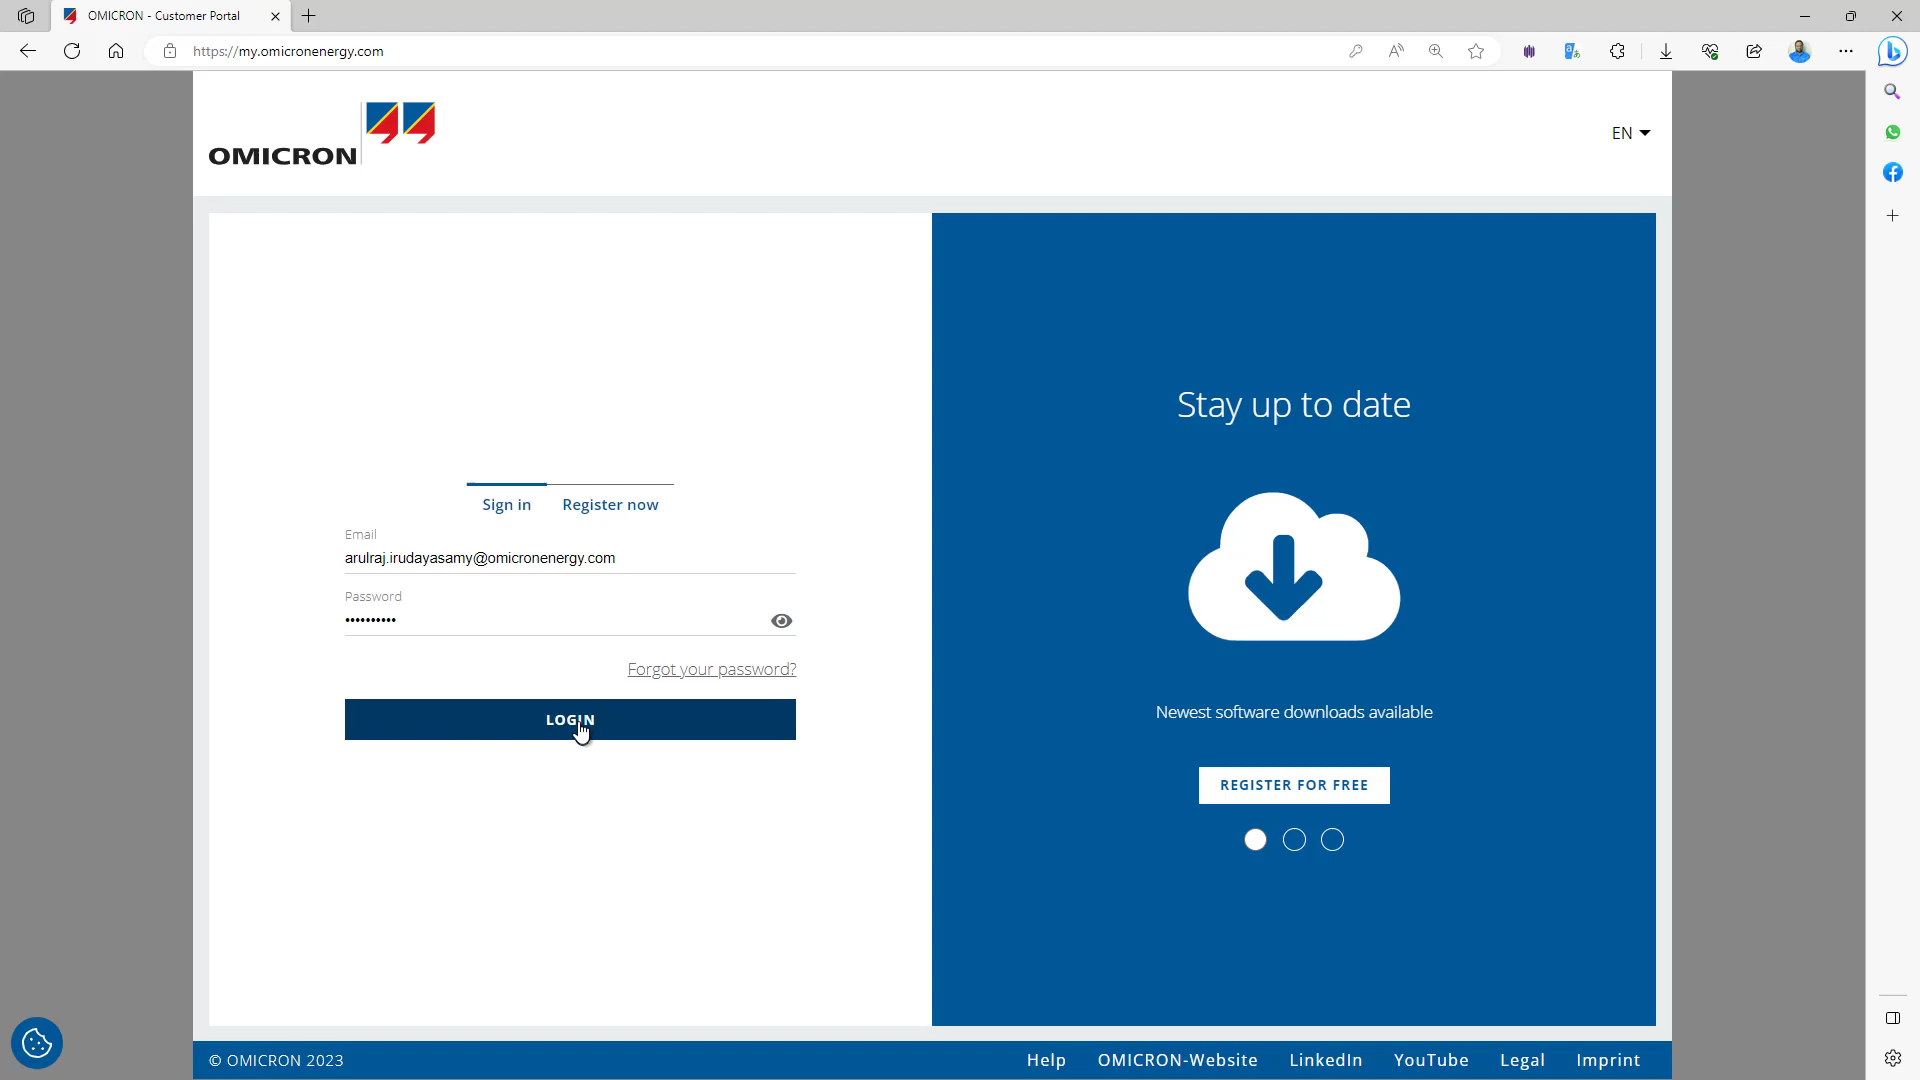 OMICRON - Customer Portal
https://my.omicronenergy.com
OMICRON
EN
Sign in
Register now
Email
arulraj.irudayasamy@omicronenergy.com
Password
••••••••••
Forgot your password?
LOGIN
Stay up to date
Newest software downloads available
REGISTER FOR FREE
© OMICRON 2023
Help
OMICRON-Website
LinkedIn
YouTube
Legal
Imprint